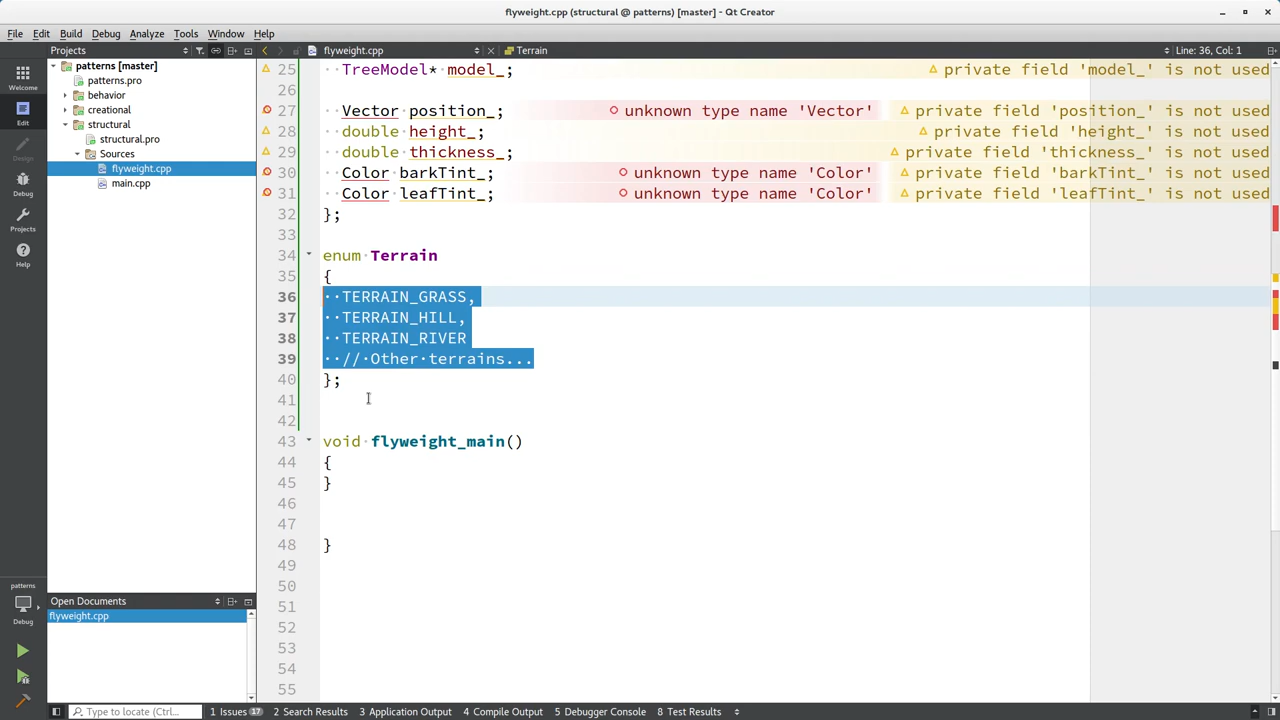 flyweight.cpp (structural @ patterns) [master] - Qt Creator
File Edit Build Debug Analyze Tools Window Help
Projects flyweight.cpp Terrain Line: 36, Col: 1
Welcome
Edit
Design
Debug
Projects
Help
patterns
Debug
patterns [master]
patterns.pro
behavior
creational
structural
structural.pro
Sources
flyweight.cpp
main.cpp
Open Documents
flyweight.cpp
25 ··TreeModel*·model_; private field 'model_' is not used
26
27 ··Vector·position_; unknown type name 'Vector' private field 'position_' is not used
28 ··double·height_; private field 'height_' is not used
29 ··double·thickness_; private field 'thickness_' is not used
30 ··Color·barkTint_; unknown type name 'Color' private field 'barkTint_' is not used
31 ··Color·leafTint_; unknown type name 'Color' private field 'leafTint_' is not used
32 };
33
34 enum·Terrain
35 {
36 ··TERRAIN_GRASS,
37 ··TERRAIN_HILL,
38 ··TERRAIN_RIVER
39 ··//·Other·terrains...
40 };
41
42
43 void·flyweight_main()
44 {
45 }
46
47
48 }
49
50
51
52
53
54
55
Type to locate (Ctrl... 1 Issues 17 2 Search Results 3 Application Output 4 Compile Output 5 Debugger Console 8 Test Results